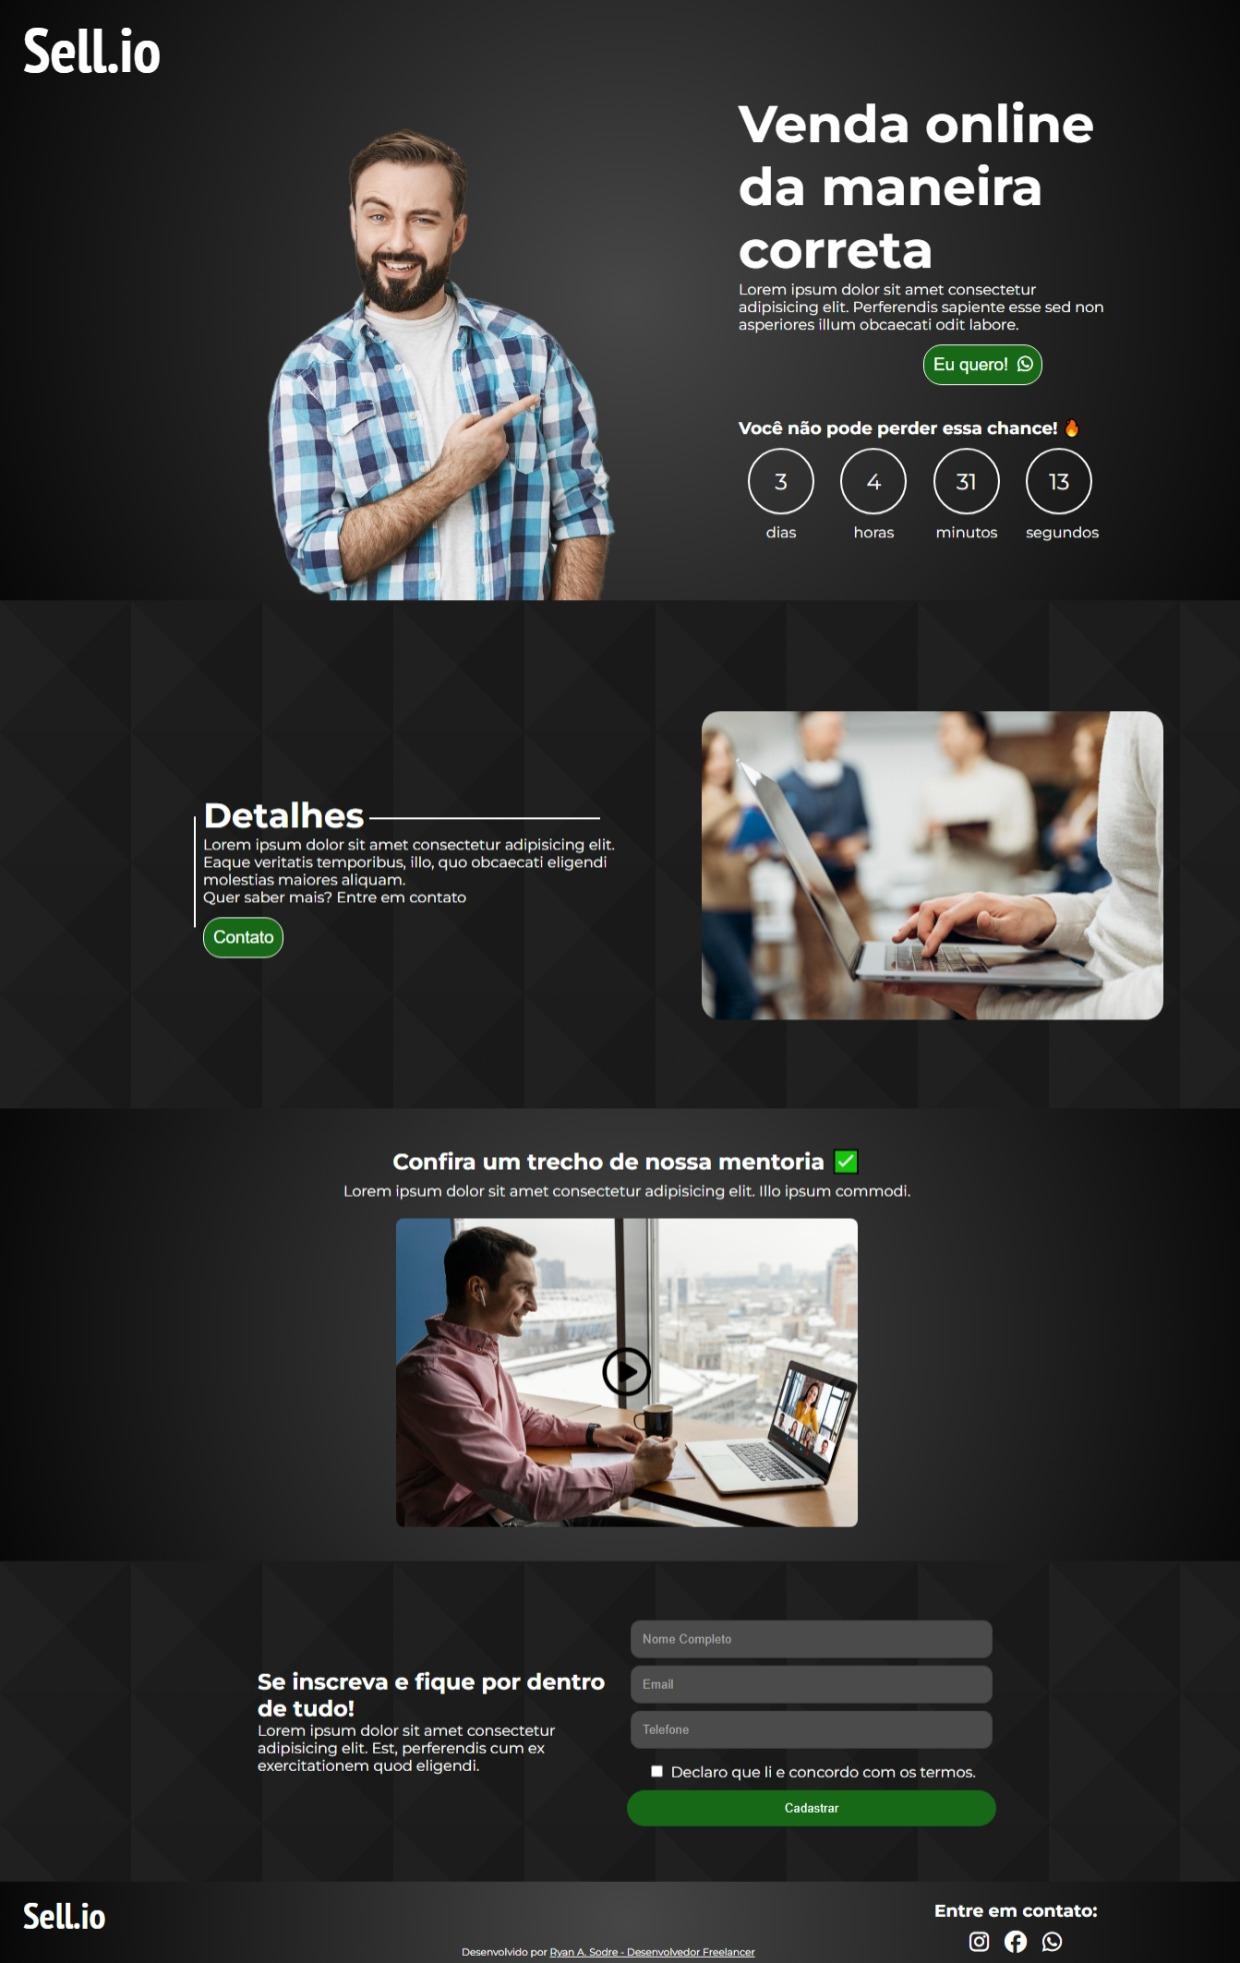 Sell.io
Venda online
da maneira
correta
Lorem ipsum dolor sit amet consectetur
adipisicing elit. Perferendis sapiente esse sed non
asperiores illum obcaecati odit labore.
Eu quero!
Você não pode perder essa chance! 🔥
3 4 31 13
dias horas minutos segundos
Detalhes
Lorem ipsum dolor sit amet consectetur adipisicing elit.
Eaque veritatis temporibus, illo, quo obcaecati eligendi
molestias maiores aliquam.
Quer saber mais? Entre em contato
Contato
Confira um trecho de nossa mentoria ✅
Lorem ipsum dolor sit amet consectetur adipisicing elit. Illo ipsum commodi.
Se inscreva e fique por dentro
de tudo!
Lorem ipsum dolor sit amet consectetur
adipisicing elit. Est, perferendis cum ex
exercitationem quod eligendi.
Nome Completo
Email
Telefone
Declaro que li e concordo com os termos.
Cadastrar
Sell.io
Desenvolvido por Ryan A. Sodre - Desenvolvedor Freelancer
Entre em contato: